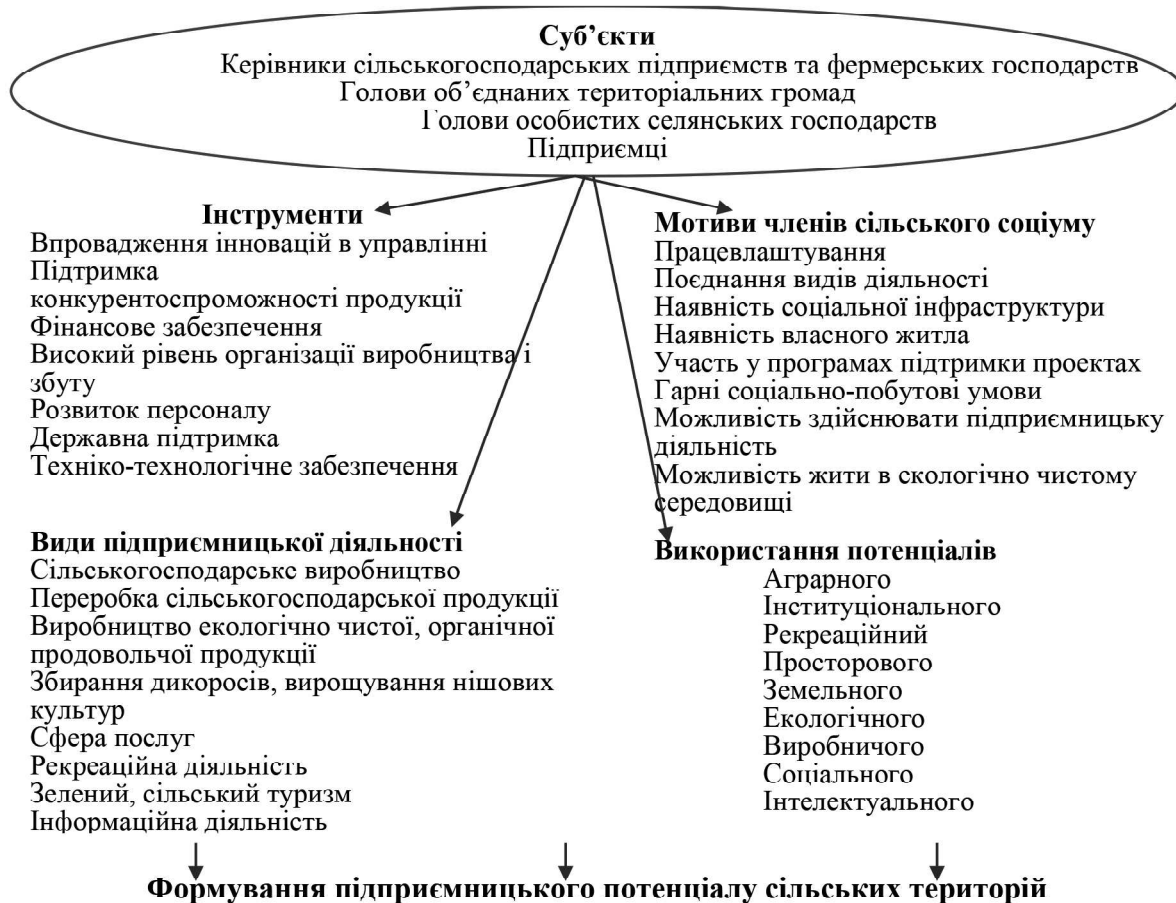 Суб’єкти
Керівники сільськогосподарських підприємств та фермерських господарств
Голови об’єднаних територіальних громад
Голови особистих селянських господарств
Підприємці
Інструменти
Впровадження інновацій в управлінні
Підтримка
конкурентоспроможності продукції
Фінансове забезпечення
Високий рівень організації виробництва і
збуту
Розвиток персоналу
Державна підтримка
Техніко-технологічне забезпечення
Мотиви членів сільського соціуму
Працевлаштування
Поєднання видів діяльності
Наявність соціальної інфраструктури
Наявність власного житла
Участь у програмах підтримки проектах
Гарні соціально-побутові умови
Можливість здійснювати підприємницьку
діяльність
Можливість жити в екологічно чистому
середовищі
Види підприємницької діяльності
Сільськогосподарське виробництво
Переробка сільськогосподарської продукції
Виробництво екологічно чистої, органічної
продовольчої продукції
Збирання дикоросів, вирощування нішових
культур
Сфера послуг
Рекреаційна діяльність
Зелений, сільський туризм
Інформаційна діяльність
Використання потенціалів
Аграрного
Інституціонального
Рекреаційний
Просторового
Земельного
Екологічного
Виробничого
Соціального
Інтелектуального
Формування підприємницького потенціалу сільських територій